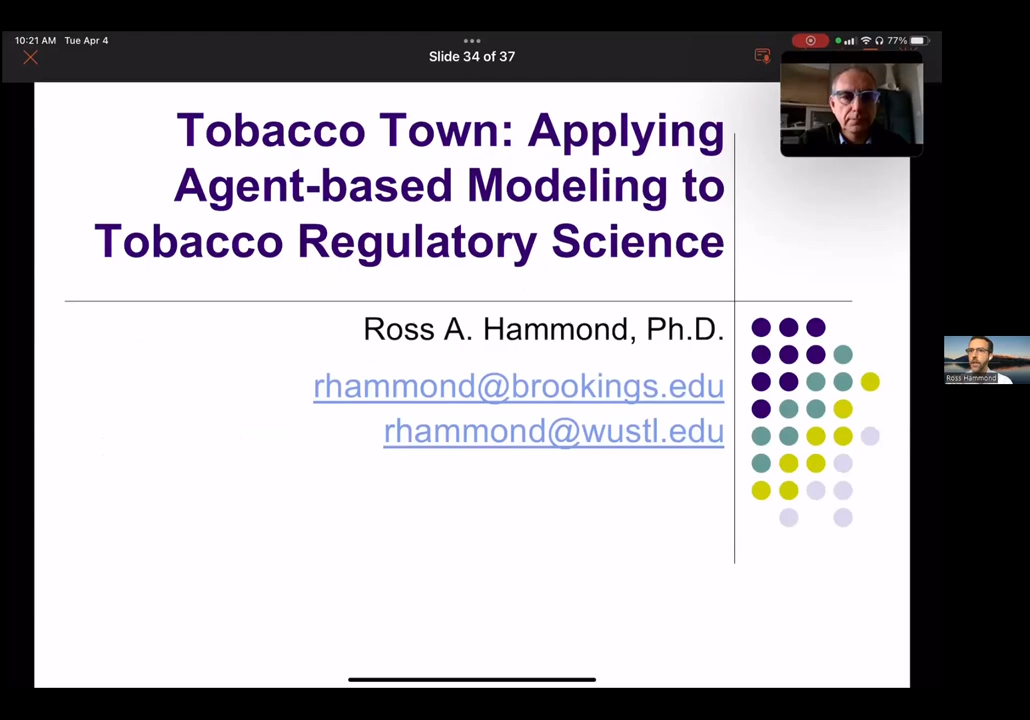 10:21 AM Tue Apr 4
77%
Slide 34 of 37
Tobacco Town: Applying
Agent-based Modeling to
Tobacco Regulatory Science
Ross A. Hammond, Ph.D.
rhammond@brookings.edu
rhammond@wustl.edu
Ross Hammond